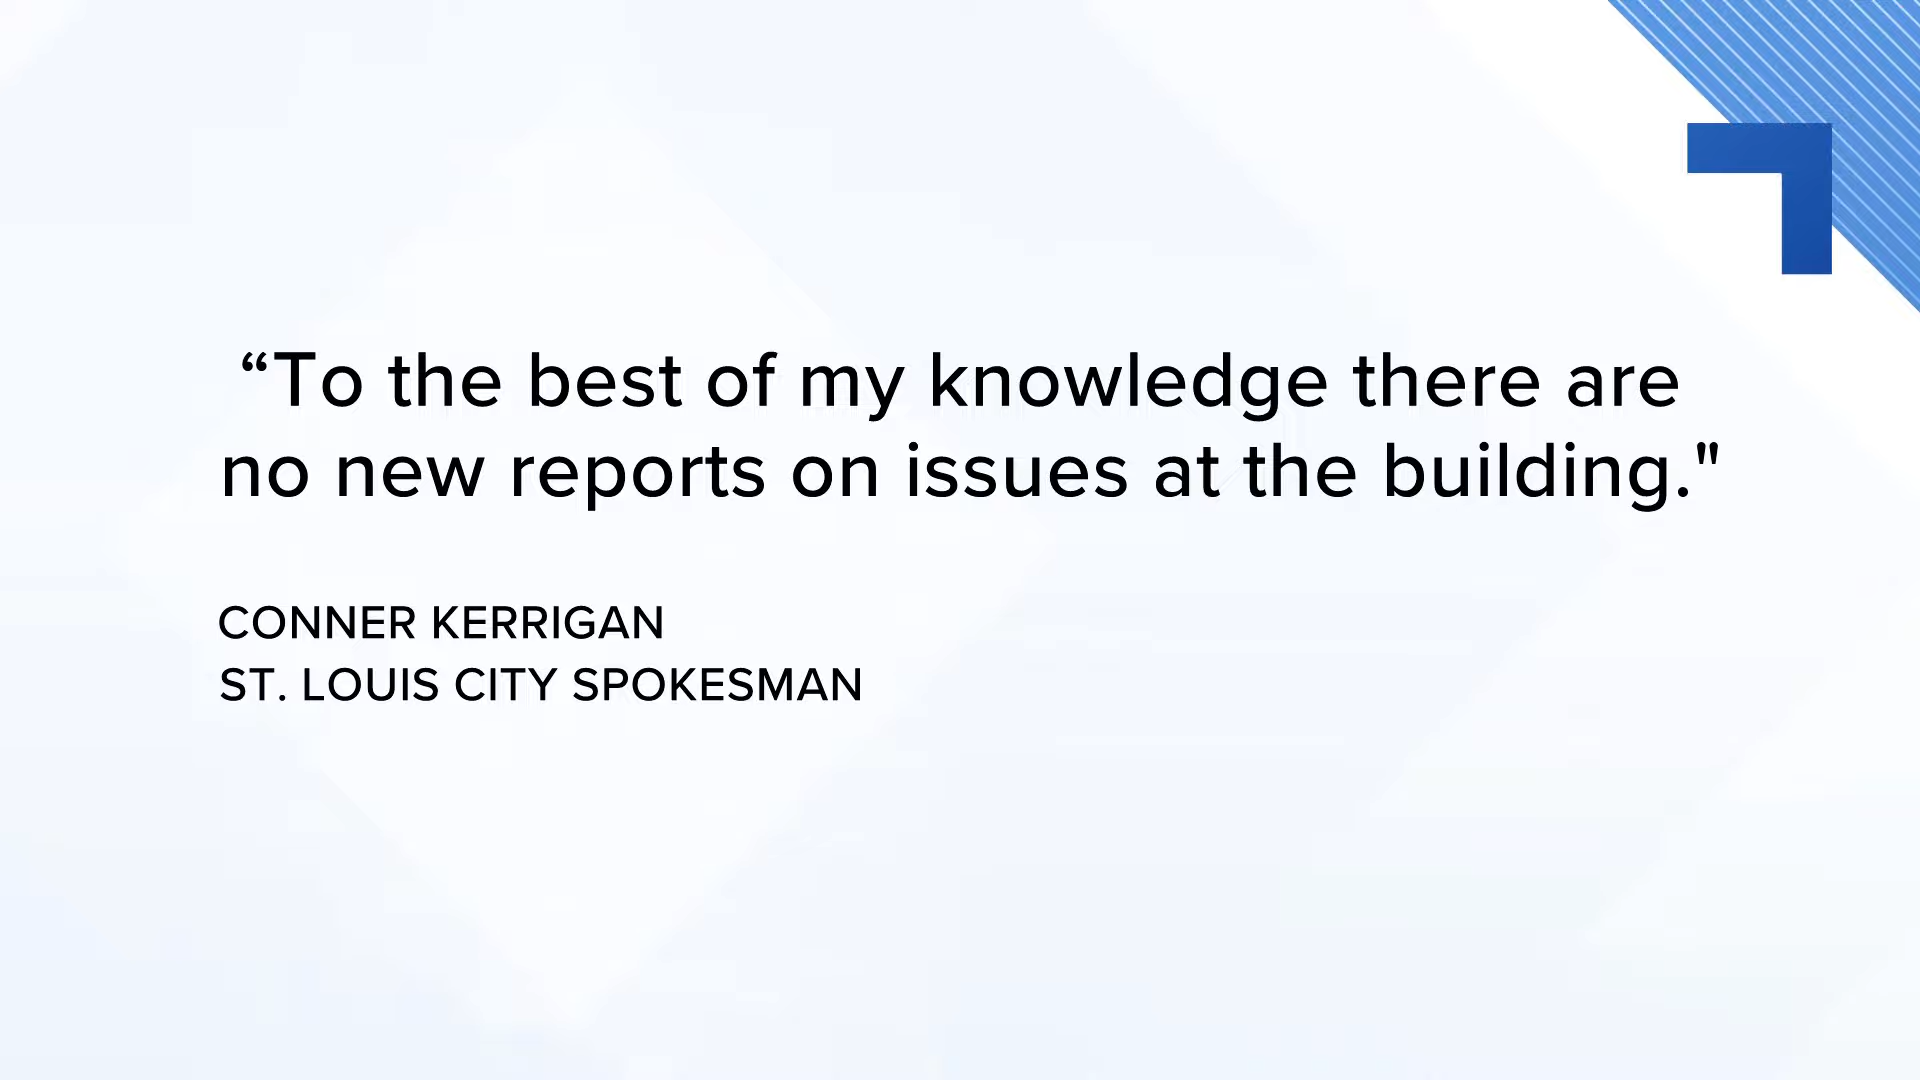 “To the best of my knowledge there are
no new reports on issues at the building."
CONNER KERRIGAN
ST. LOUIS CITY SPOKESMAN